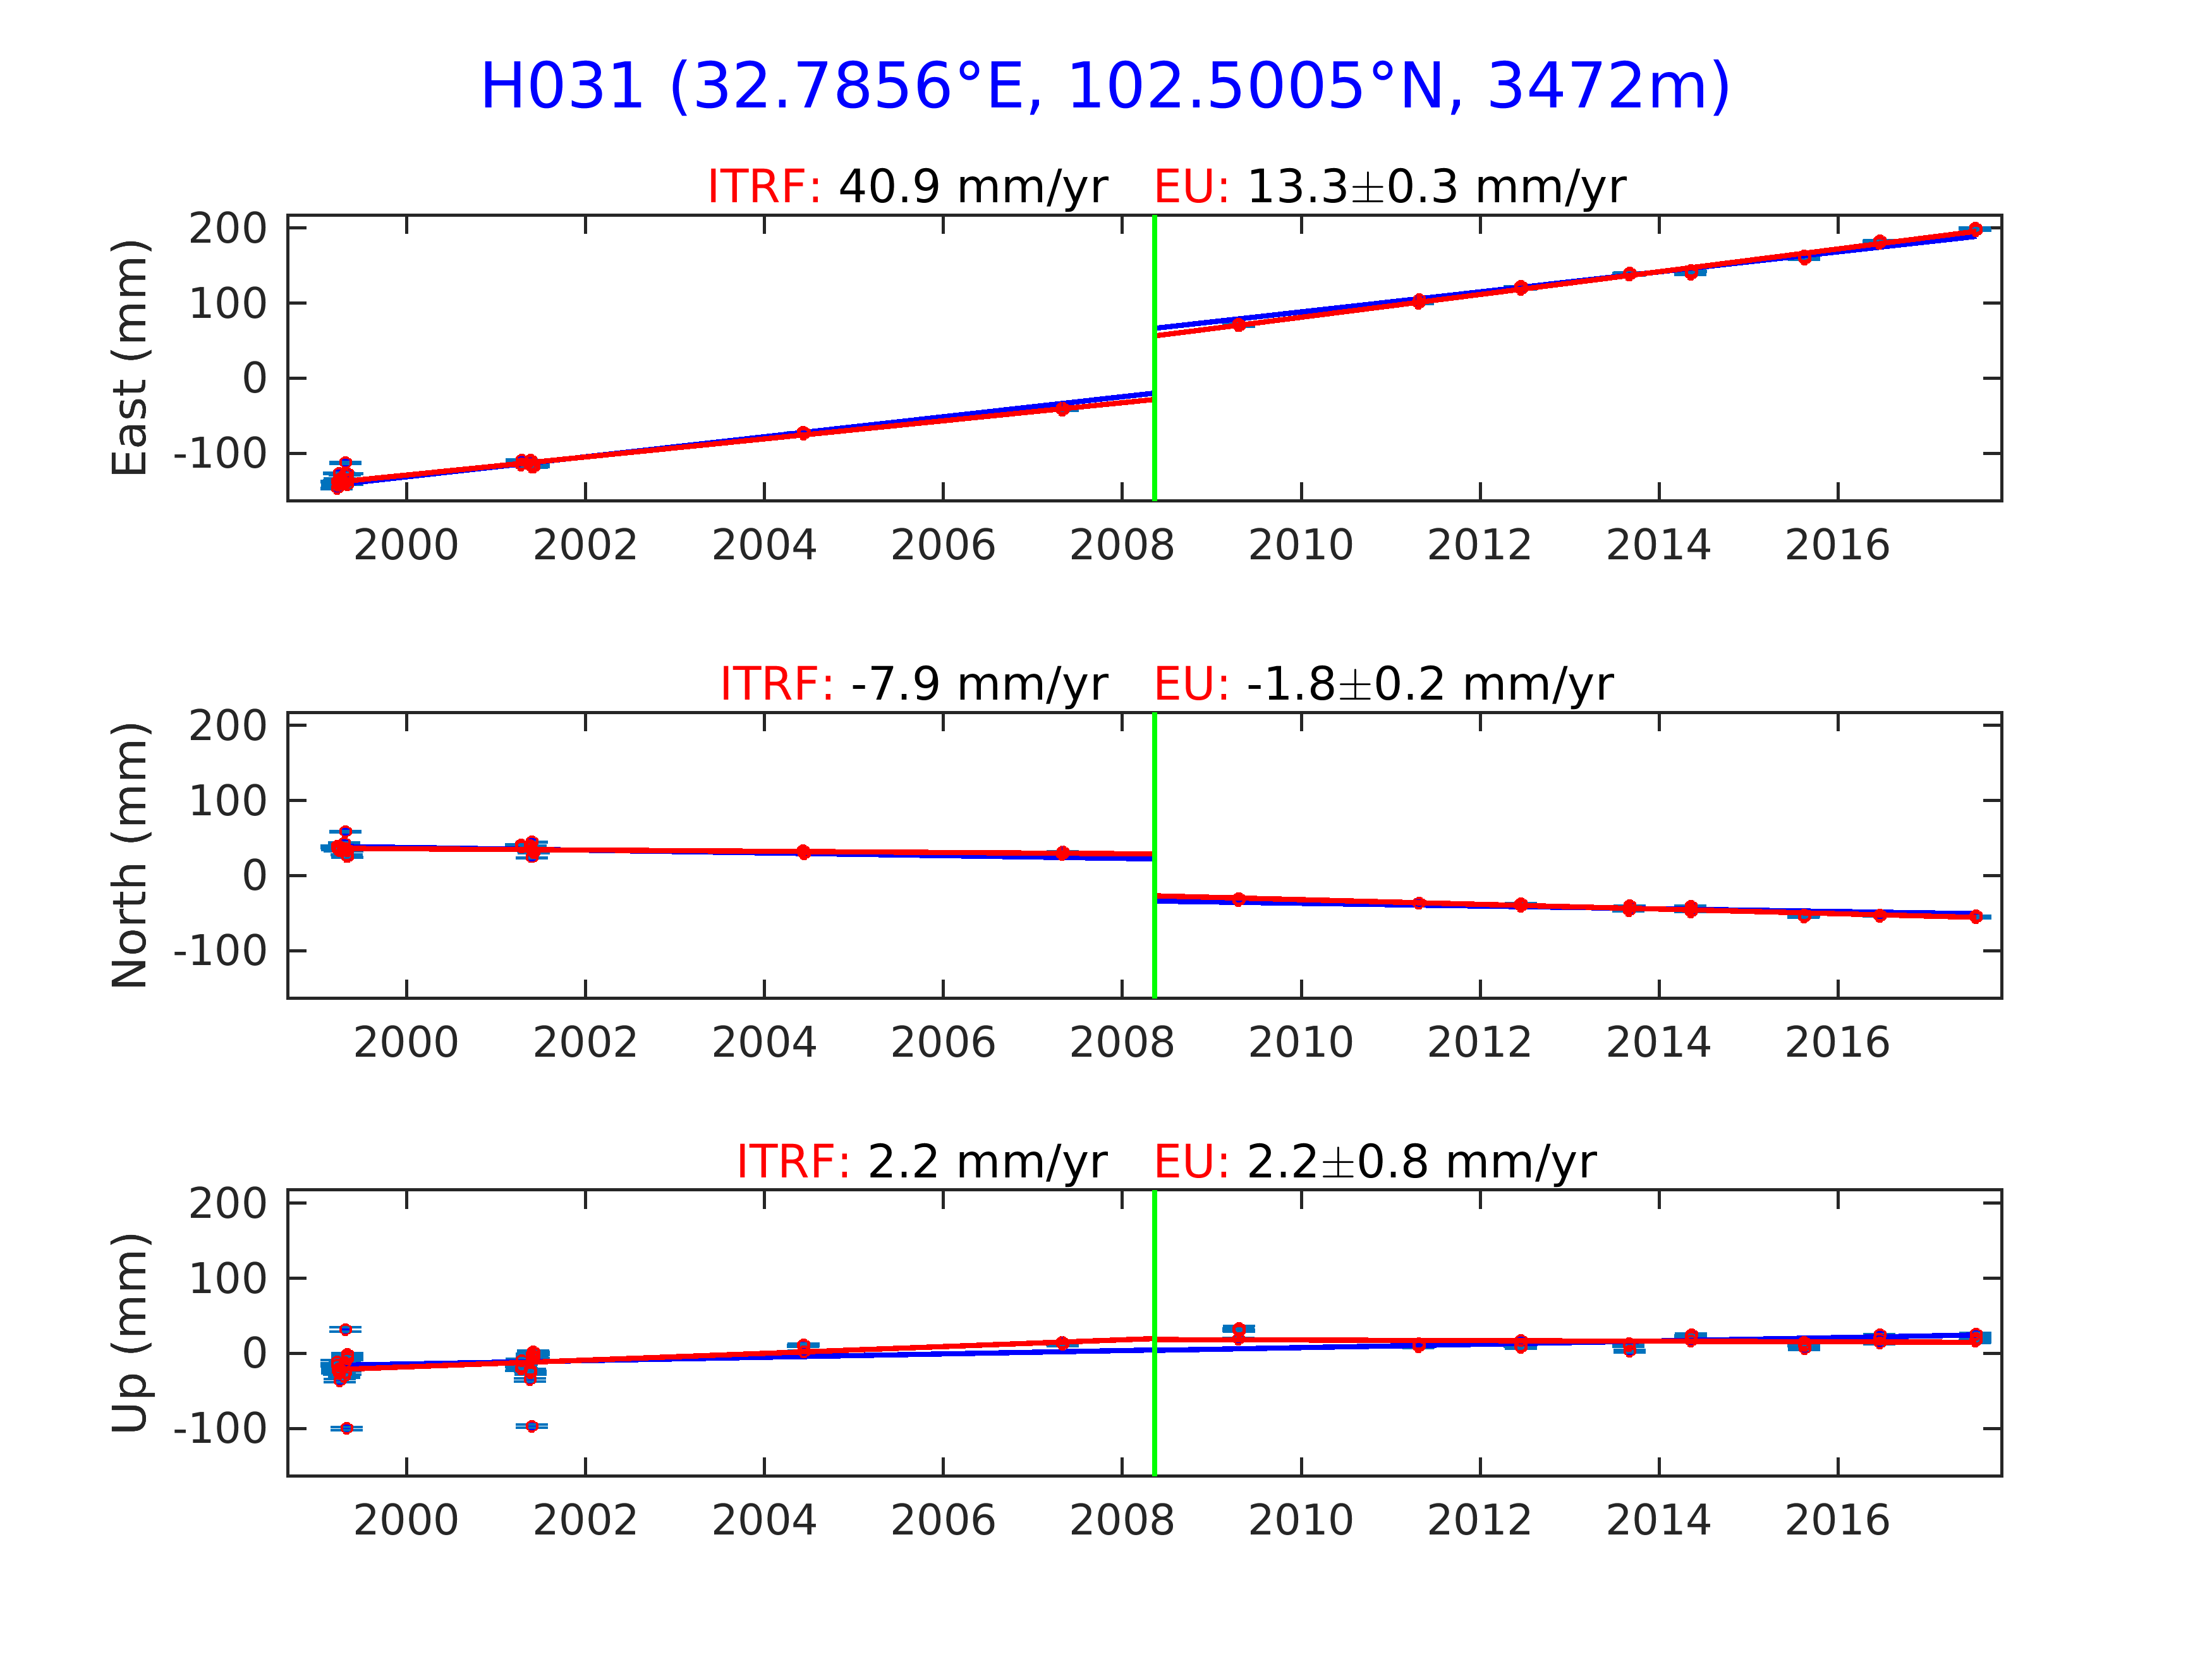 H031 (32.7856°E, 102.5005°N, 3472m)
ITRF: 40.9 mm/yr EU: 13.3±0.3 mm/yr
East (mm)
200
100
0
-100
2000 2002 2004 2006 2008 2010 2012 2014 2016
ITRF: -7.9 mm/yr EU: -1.8±0.2 mm/yr
North (mm)
200
100
0
-100
2000 2002 2004 2006 2008 2010 2012 2014 2016
ITRF: 2.2 mm/yr EU: 2.2±0.8 mm/yr
Up (mm)
200
100
0
-100
2000 2002 2004 2006 2008 2010 2012 2014 2016